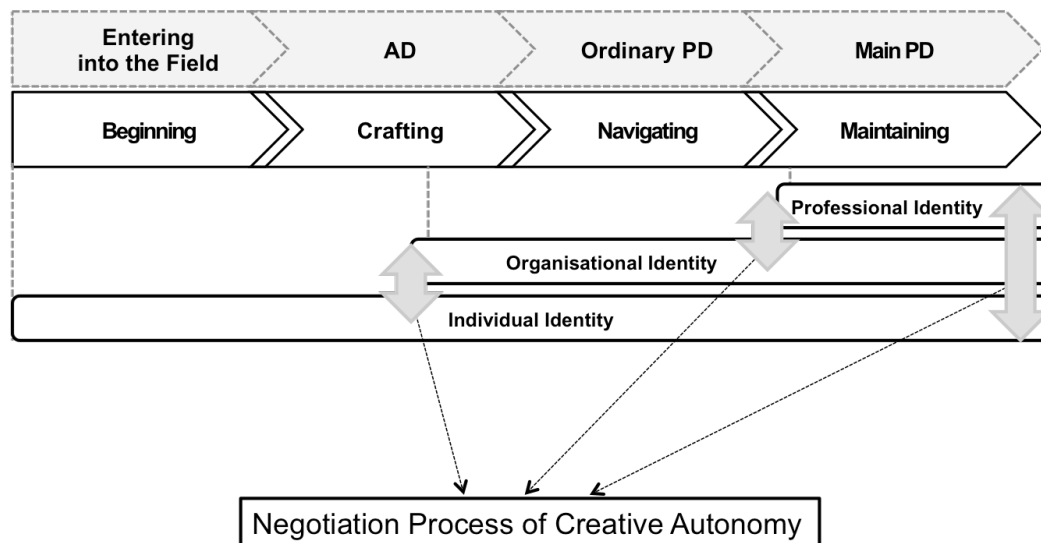 Entering
into the Field
AD
Ordinary PD
Main PD
Beginning
Crafting
Navigating
Maintaining
Professional Identity
Organisational Identity
Individual Identity
Negotiation Process of Creative Autonomy